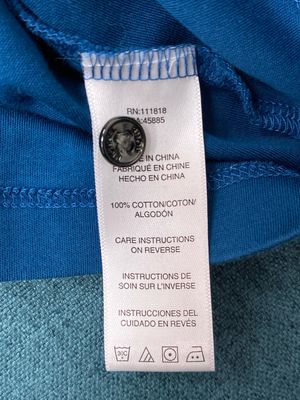 RN:111818
:45885
E IN CHINA
FABRIQUÉ EN CHINE
HECHO EN CHINA
100% COTTON/COTON/
ALGODÓN
CARE INSTRUCTIONS
ON REVERSE
INSTRUCTIONS DE
SOIN SUR L'INVERSE
INSTRUCCIONES DEL
CUIDADO EN REVÉS
30C